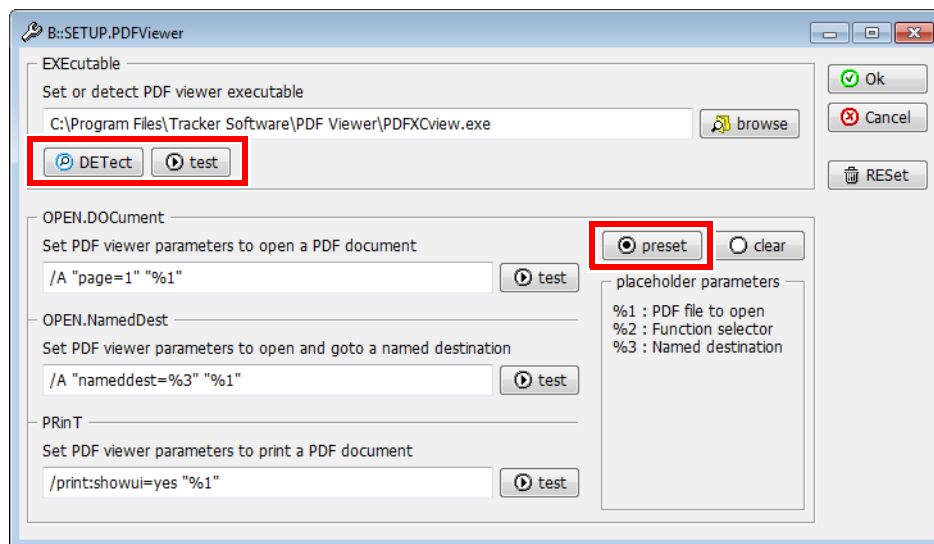 B::SETUP.PDFViewer
EXEcutable
Set or detect PDF viewer executable
C:\Program Files\Tracker Software\PDF Viewer\PDFXCview.exe
browse
DETect
test
Ok
Cancel
RESet
OPEN.DOCument
Set PDF viewer parameters to open a PDF document
/A "page=1" "%1"
test
preset
clear
placeholder parameters
%1 : PDF file to open
%2 : Function selector
%3 : Named destination
OPEN.NamedDest
Set PDF viewer parameters to open and goto a named destination
/A "nameddest=%3" "%1"
test
PRinT
Set PDF viewer parameters to print a PDF document
/print:showui=yes "%1"
test